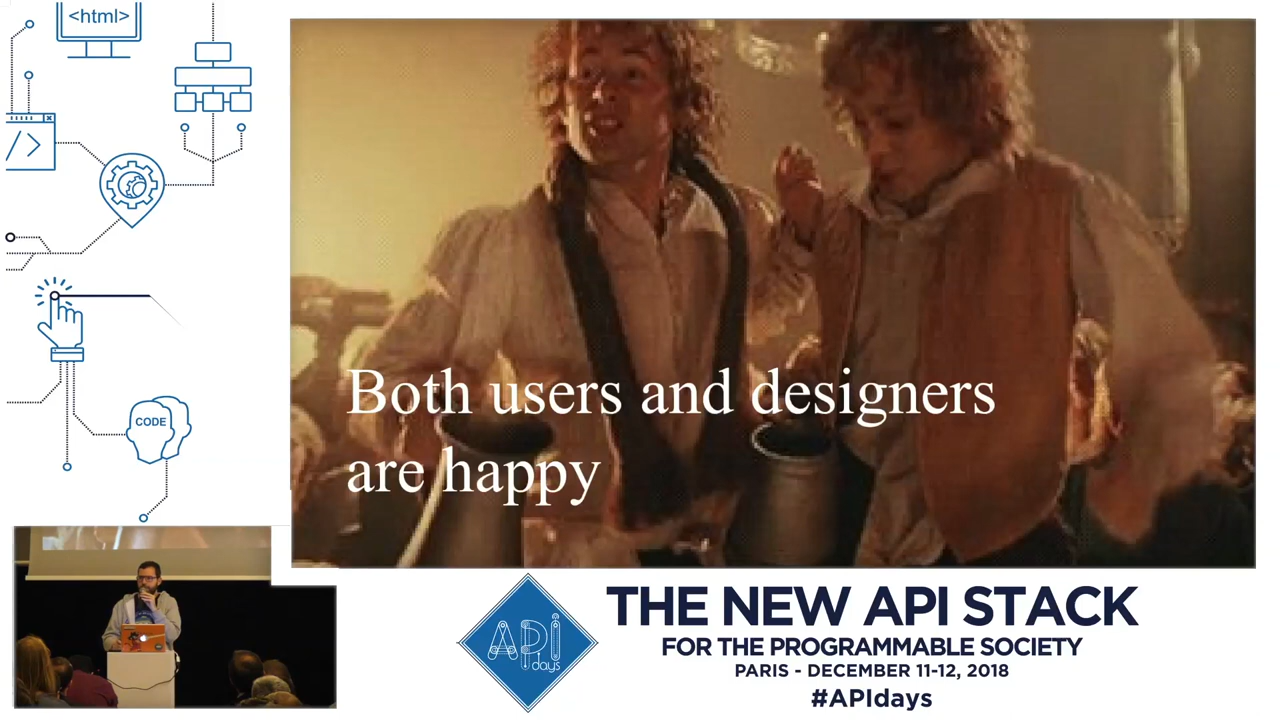 <html>
</>
CODE
Both users and designers
are happy
API
days
THE NEW API STACK
FOR THE PROGRAMMABLE SOCIETY
PARIS - DECEMBER 11-12, 2018
#APIdays